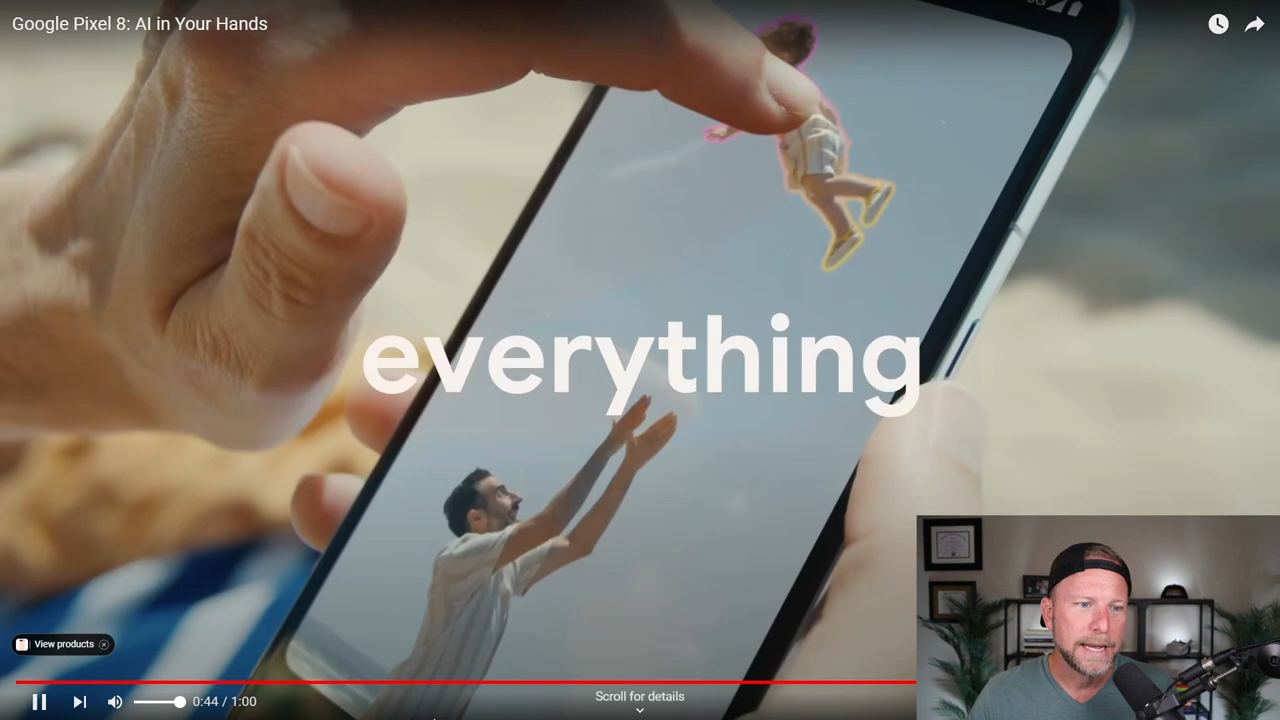 Google Pixel 8: AI in Your Hands
everything
View products
0:44 / 1:00
Scroll for details